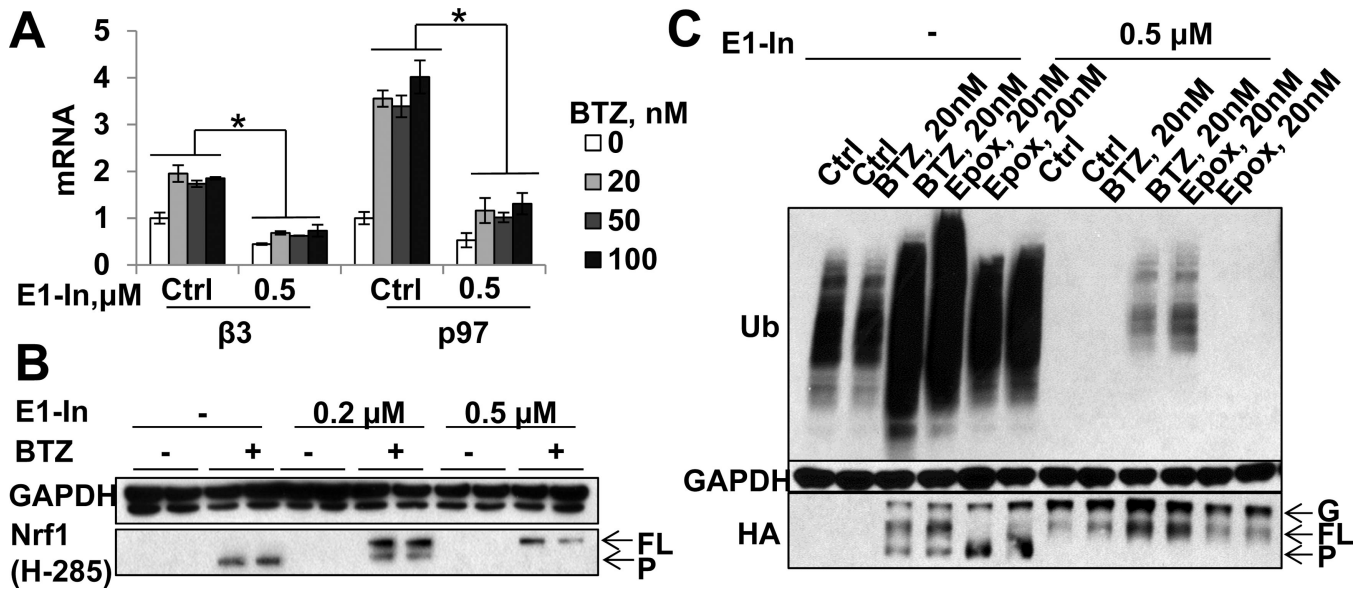 A
5
4
3
2
1
0
mRNA
*
*
BTZ, nM
0
20
50
100
E1-In,µM
Ctrl
0.5
Ctrl
0.5
β3
p97
B
E1-In
-
0.2 µM
0.5 µM
BTZ
-
+
-
+
-
+
GAPDH
Nrf1
(H-285)
FL
P
C
E1-In
-
0.5 µM
Ctrl
Ctrl
BTZ, 20nM
BTZ, 20nM
Epox, 20nM
Epox, 20nM
Ctrl
Ctrl
BTZ, 20nM
BTZ, 20nM
Epox, 20nM
Epox, 20nM
Ub
GAPDH
HA
G
FL
P